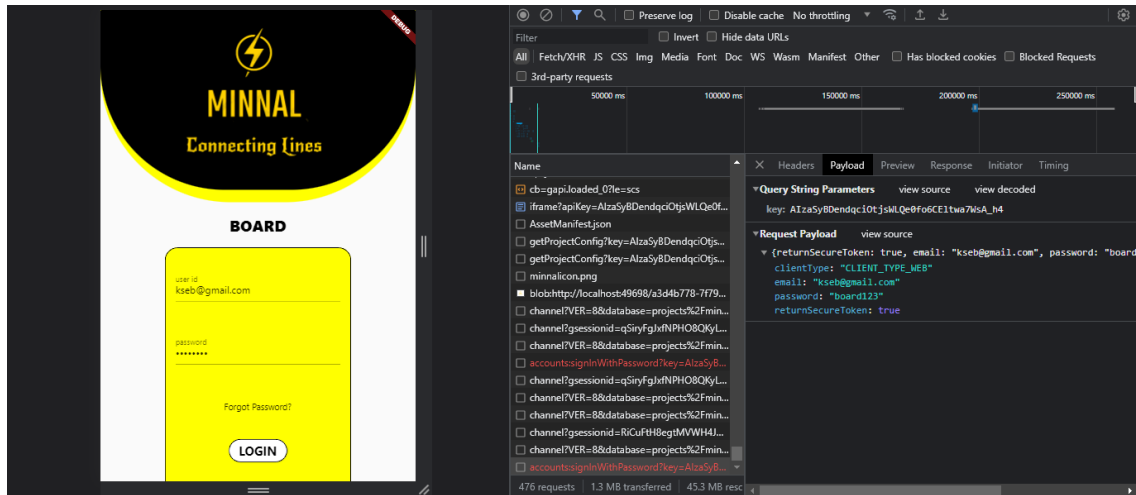 DEBUG
MINNAL
Connecting Lines
BOARD
user id
kseb@gmail.com
password
••••••••
Forgot Password?
LOGIN
Preserve log Disable cache No throttling
Filter Invert Hide data URLs
All Fetch/XHR JS CSS Img Media Font Doc WS Wasm Manifest Other Has blocked cookies Blocked Requests
3rd-party requests
50000 ms 100000 ms 150000 ms 200000 ms 250000 ms
Name
cb=gapi.loaded_0?le=scs
iframe?apiKey=AIzaSyBDendqciOtjsWLQe0f...
AssetManifest.json
getProjectConfig?key=AIzaSyBDendqciOtjs...
getProjectConfig?key=AIzaSyBDendqciOtjs...
minnalicon.png
blob:http://localhost:49698/a3d4b778-7f79...
channel?VER=8&database=projects%2Fmin...
channel?gsessionid=qSiryFgJxfNPHO8QKyL...
channel?VER=8&database=projects%2Fmin...
accounts:signInWithPassword?key=AIzaSyB...
channel?gsessionid=qSiryFgJxfNPHO8QKyL...
channel?VER=8&database=projects%2Fmin...
channel?VER=8&database=projects%2Fmin...
channel?gsessionid=RiCuFtH8egtMVWH4J...
channel?VER=8&database=projects%2Fmin...
accounts:signInWithPassword?key=AIzaSyB...
476 requests 1.3 MB transferred 45.3 MB resc
Headers Payload Preview Response Initiator Timing
Query String Parameters view source view decoded
key: AIzaSyBDendqciOtjsWLQe0fo6CEltwa7WsA_h4
Request Payload view source
{returnSecureToken: true, email: "kseb@gmail.com", password: "board
clientType: "CLIENT_TYPE_WEB"
email: "kseb@gmail.com"
password: "board123"
returnSecureToken: true